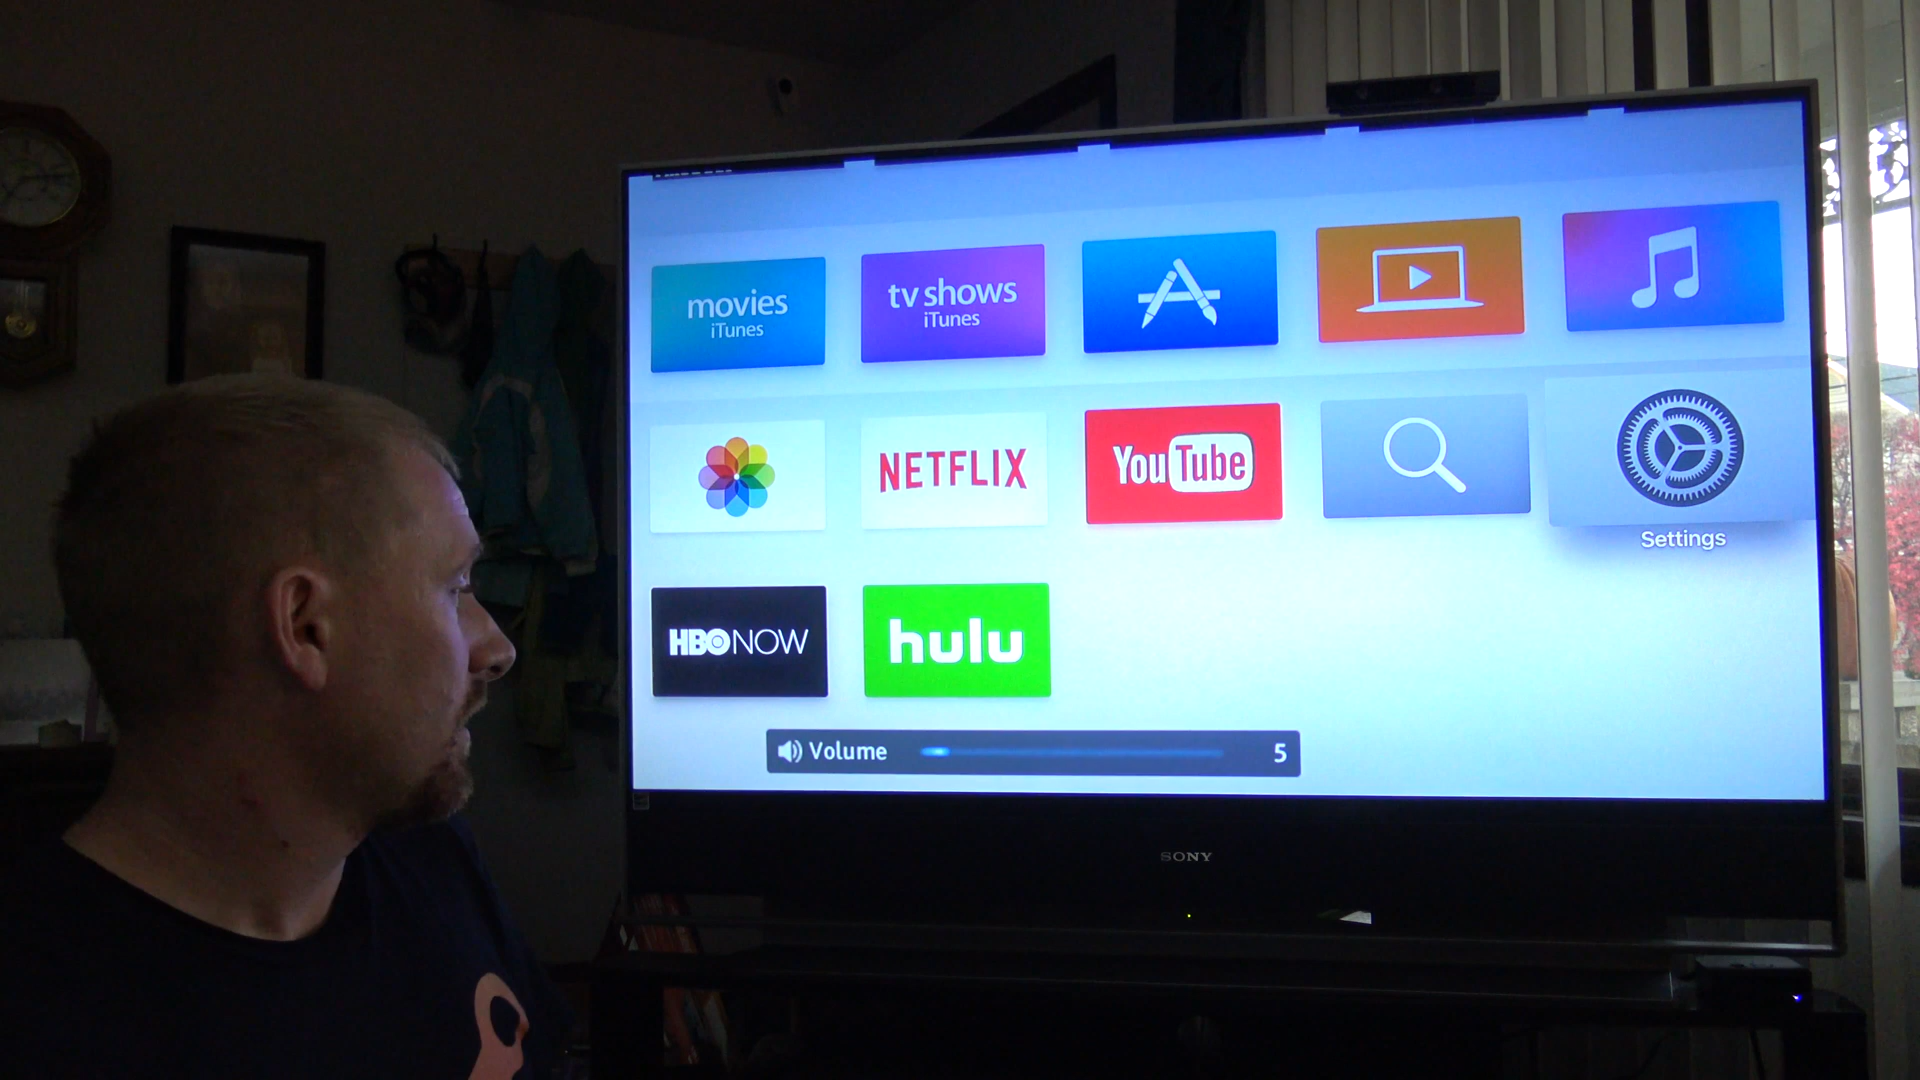 movies
iTunes
tv shows
iTunes
NETFLIX
YouTube
Settings
HBO NOW
hulu
Volume 5
SONY